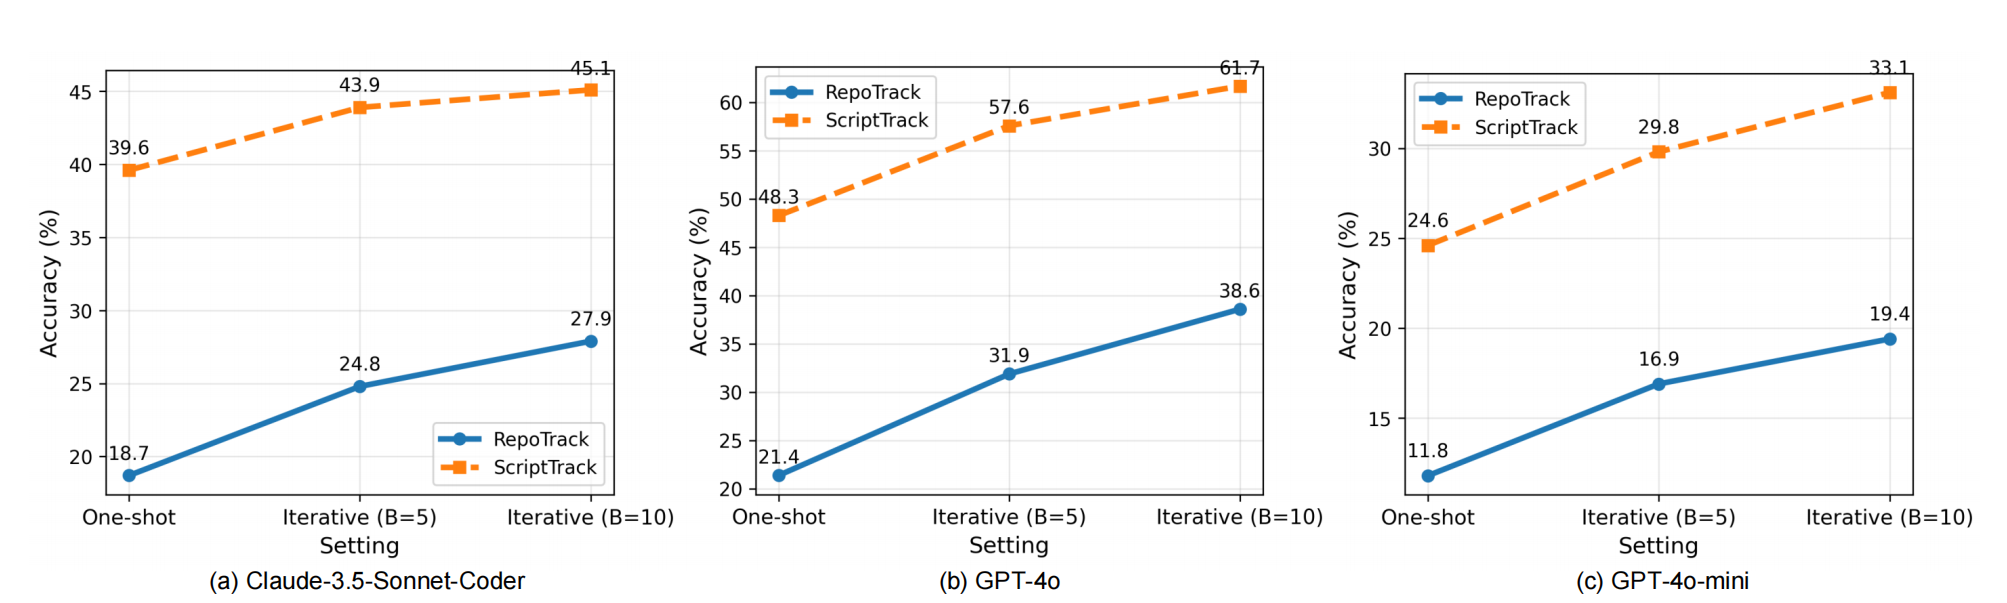 45.1
43.9
45
39.6
40
35
Accuracy (%)
30
27.9
24.8
25
18.7
20
RepoTrack
ScriptTrack
One-shot
Iterative (B=5)
Iterative (B=10)
Setting
(a) Claude-3.5-Sonnet-Coder
61.7
RepoTrack
ScriptTrack
60
57.6
55
50
48.3
45
Accuracy (%)
40
38.6
35
31.9
30
25
21.4
20
One-shot
Iterative (B=5)
Iterative (B=10)
Setting
(b) GPT-4o
33.1
RepoTrack
ScriptTrack
30
29.8
24.6
25
Accuracy (%)
20
19.4
16.9
15
11.8
One-shot
Iterative (B=5)
Iterative (B=10)
Setting
(c) GPT-4o-mini